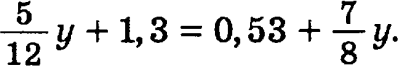 5/12 y + 1,3 = 0,53 + 7/8 y.